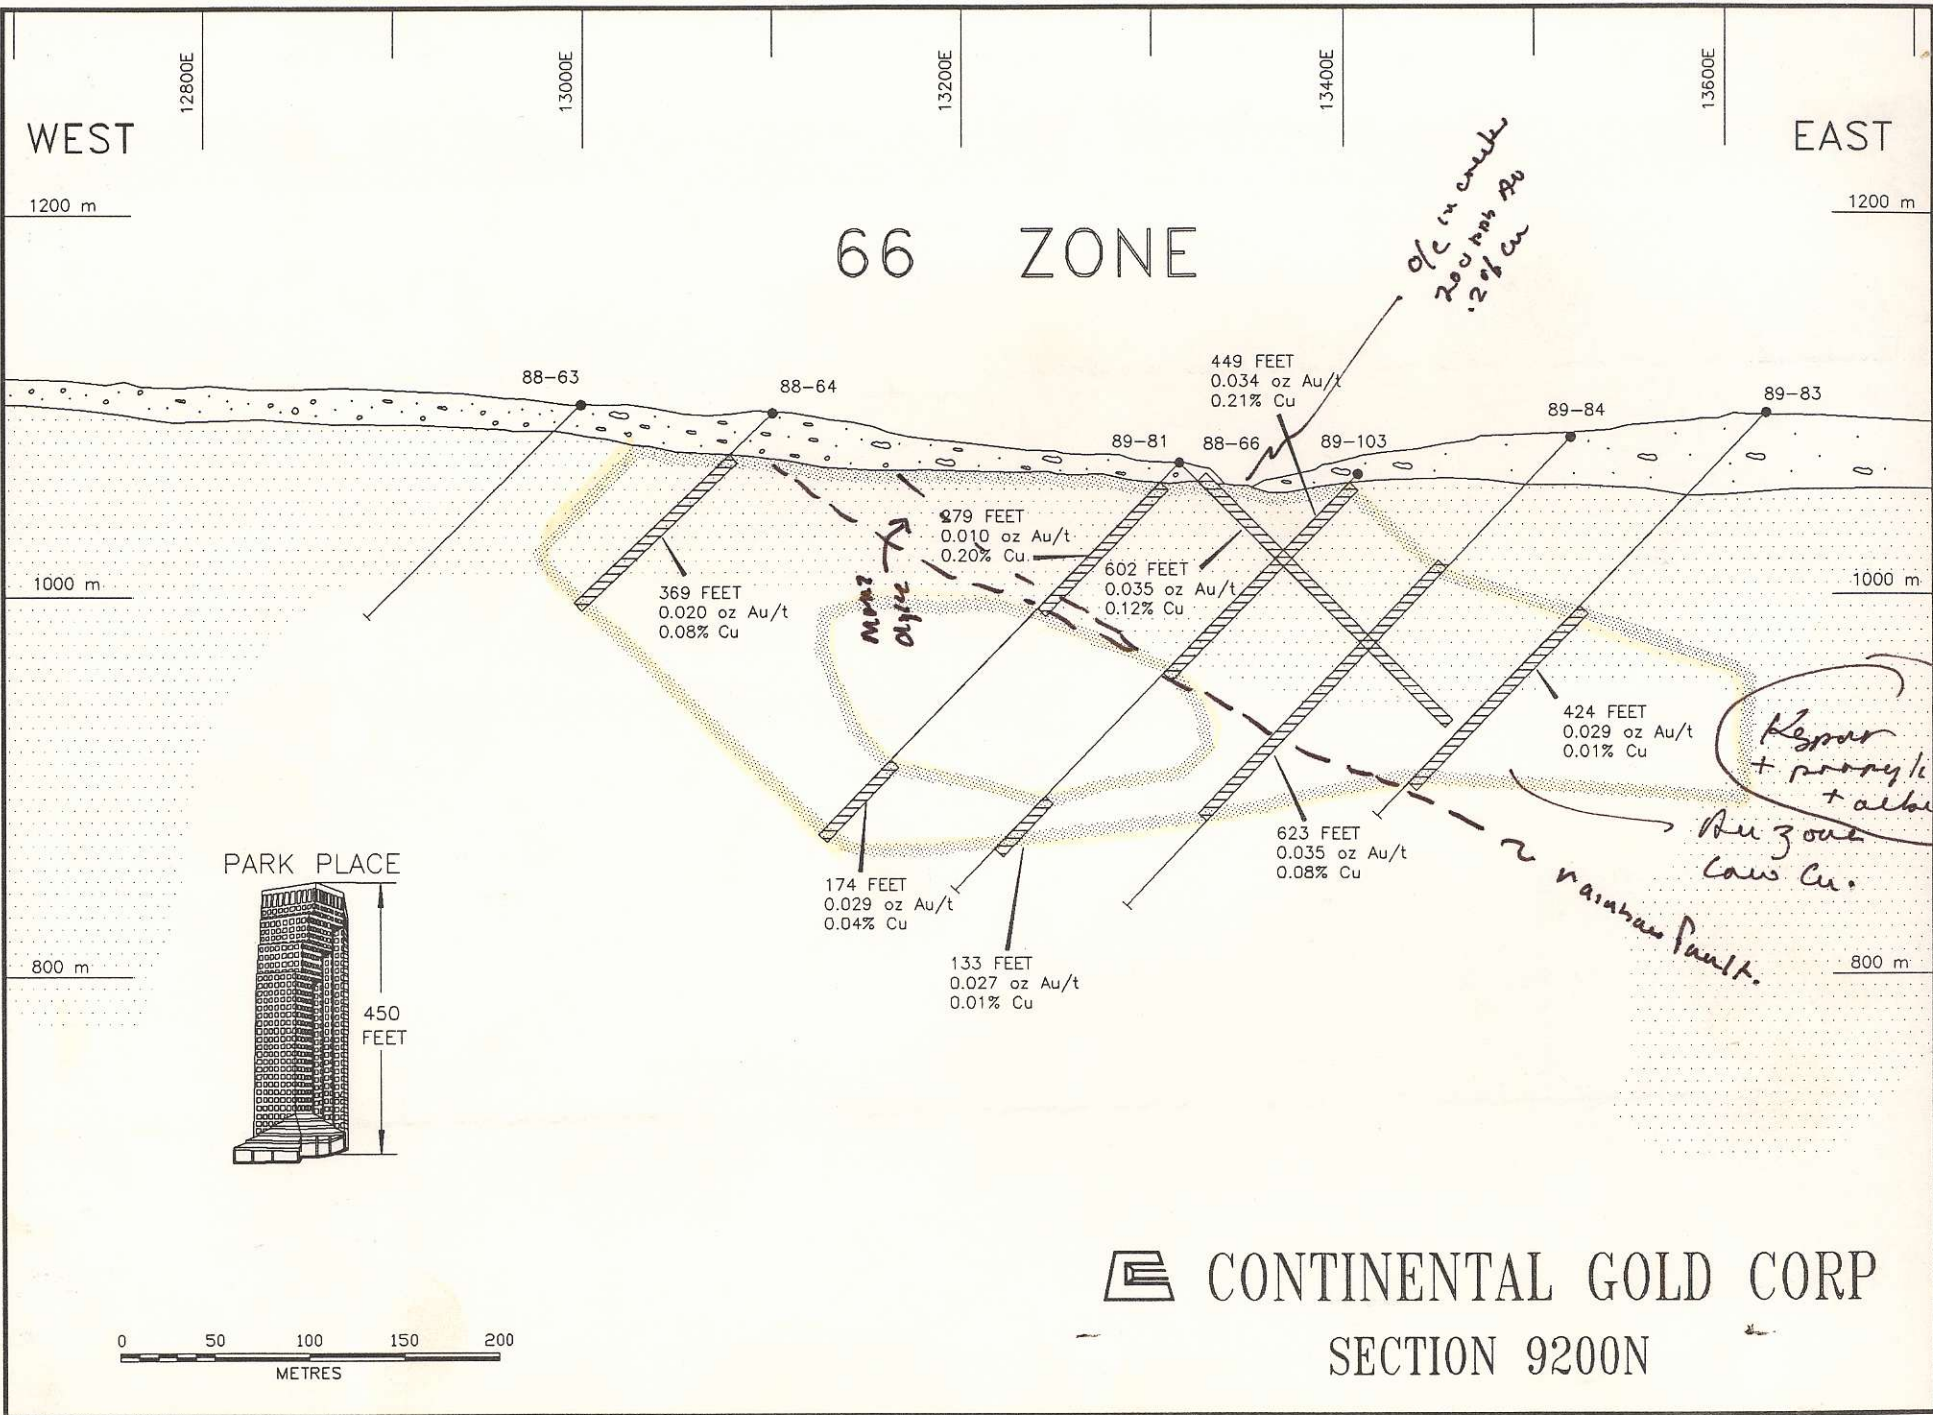 12800E
13000E
13200E
13400E
13600E
WEST
EAST
1200 m
1200 m
66 ZONE
o/c in creek
200 ppb Au
.2% Cu
88-63
88-64
89-81
88-66
89-103
89-84
89-83
449 FEET
0.034 oz Au/t
0.21% Cu
279 FEET
0.010 oz Au/t
0.20% Cu
602 FEET
0.035 oz Au/t
0.12% Cu
369 FEET
0.020 oz Au/t
0.08% Cu
1000 m
1000 m
dyke
424 FEET
0.029 oz Au/t
0.01% Cu
Kspar
+ propyli
+ albi
Au zone
Low Cu.
623 FEET
0.035 oz Au/t
0.08% Cu
174 FEET
0.029 oz Au/t
0.04% Cu
133 FEET
0.027 oz Au/t
0.01% Cu
fault.
800 m
800 m
PARK PLACE
450
FEET
CONTINENTAL GOLD CORP
SECTION 9200N
0 50 100 150 200
METRES